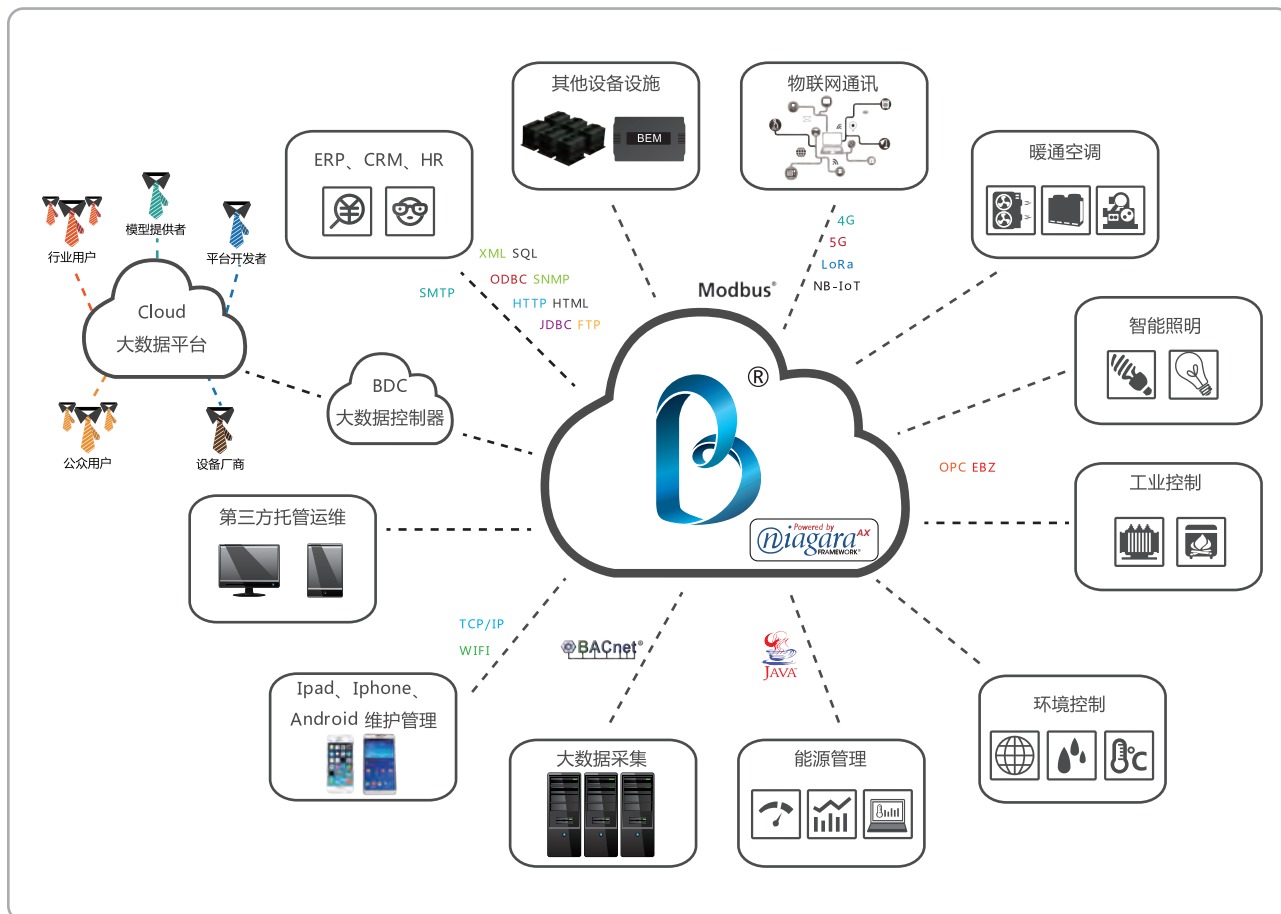 其他设备设施
BEM
物联网通讯
ERP、CRM、HR
暖通空调
模型提供者
行业用户
平台开发者
4G
5G
LoRa
NB-IoT
XML SQL
ODBC SNMP
SMTP
HTTP HTML
JDBC FTP
Modbus®
Cloud
大数据平台
智能照明
BDC
大数据控制器
®
公众用户
设备厂商
OPC EBZ
工业控制
第三方托管运维
Powered by
niagara AX
FRAMEWORK®
TCP/IP
WIFI
BACnet®
JAVA™
Ipad、Iphone、
Android 维护管理
环境控制
°C
大数据采集
能源管理